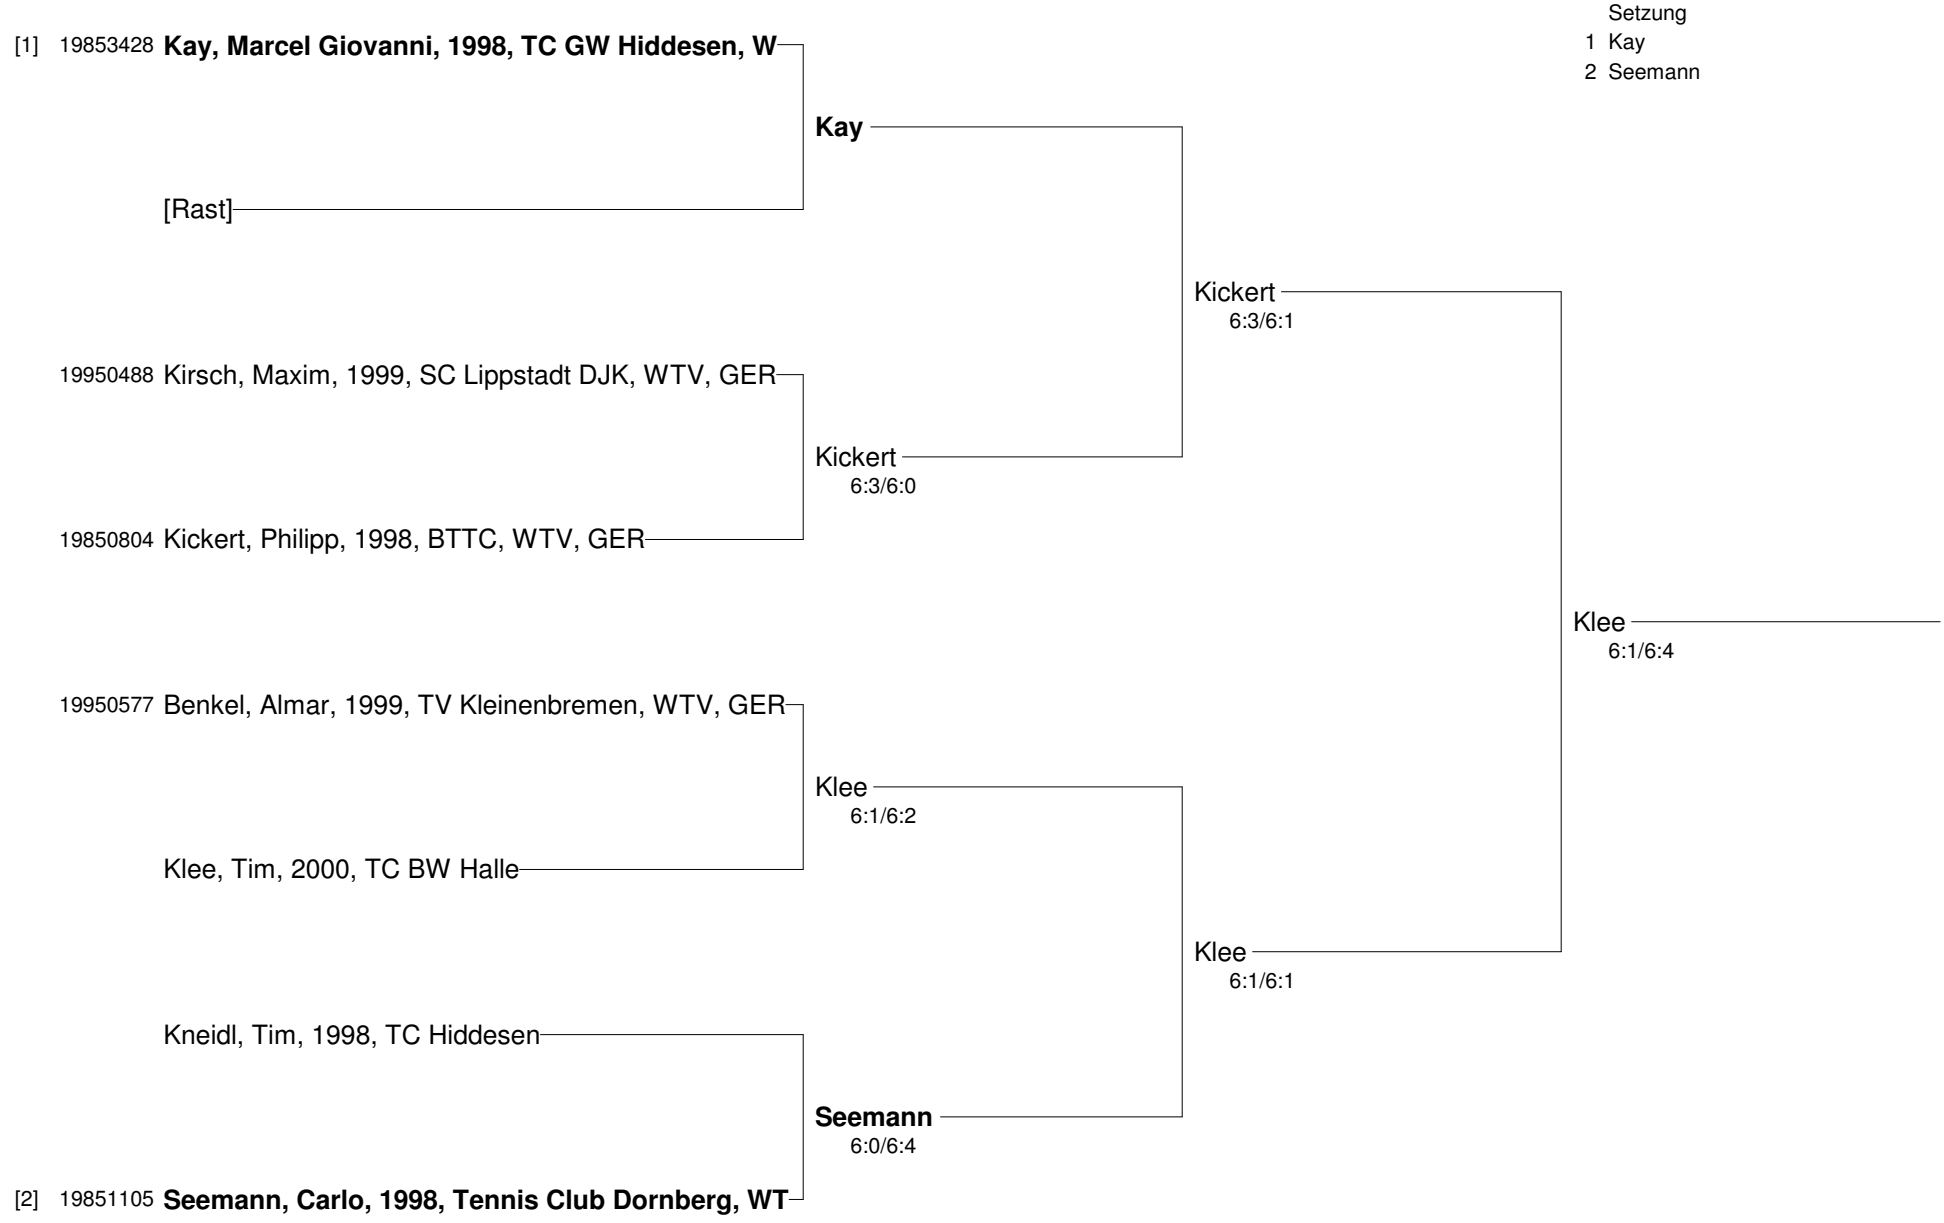 Setzung
1 Kay
2 Seemann
[1] 19853428 Kay, Marcel Giovanni, 1998, TC GW Hiddesen, W
Kay
[Rast]
Kickert
6:3/6:1
19950488 Kirsch, Maxim, 1999, SC Lippstadt DJK, WTV, GER
Kickert
6:3/6:0
19850804 Kickert, Philipp, 1998, BTTC, WTV, GER
Klee
6:1/6:4
19950577 Benkel, Almar, 1999, TV Kleinenbremen, WTV, GER
Klee
6:1/6:2
Klee, Tim, 2000, TC BW Halle
Klee
6:1/6:1
Kneidl, Tim, 1998, TC Hiddesen
Seemann
6:0/6:4
[2] 19851105 Seemann, Carlo, 1998, Tennis Club Dornberg, WT